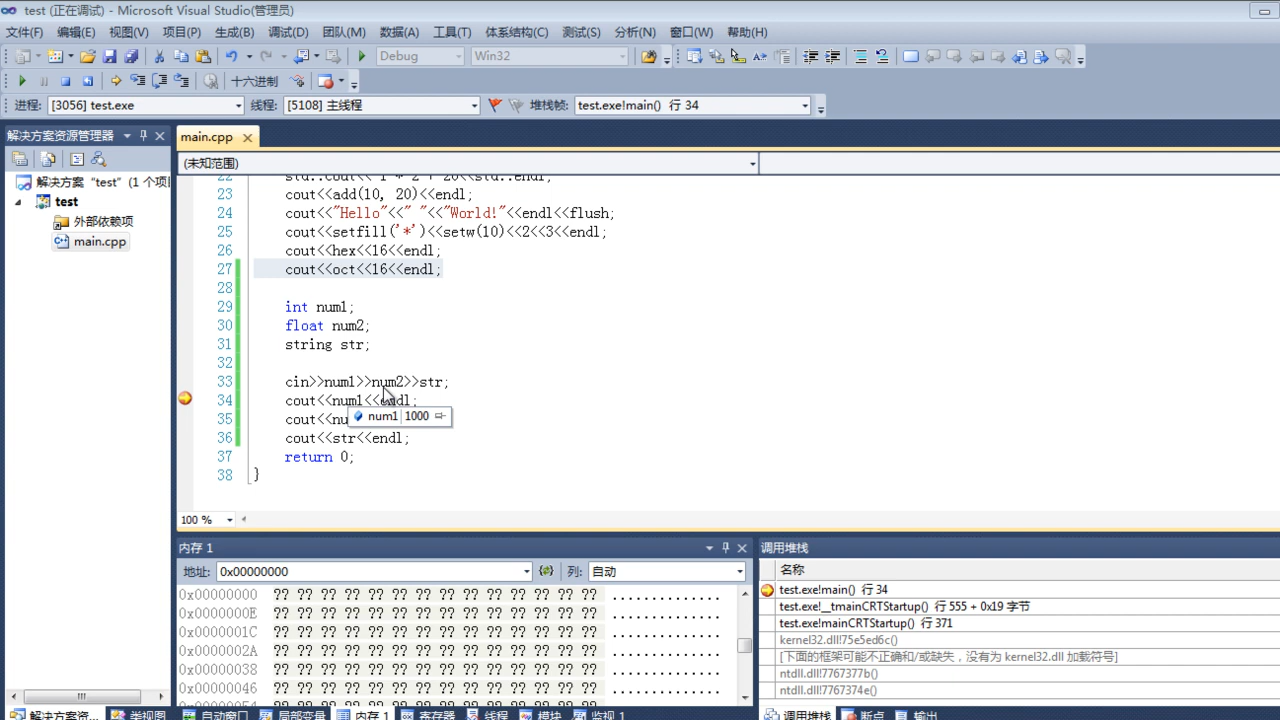 test (正在调试) - Microsoft Visual Studio(管理员)
文件(F) 编辑(E) 视图(V) 项目(P) 生成(B) 调试(D) 团队(M) 数据(A) 工具(T) 体系结构(C) 测试(S) 分析(N) 窗口(W) 帮助(H)
Debug Win32
十六进制
进程: [3056] test.exe 线程: [5108] 主线程 堆栈帧: test.exe!main() 行 34
解决方案资源管理器
main.cpp
(未知范围)
解决方案 "test" (1 个项
test
外部依赖项
main.cpp
23 cout<<add(10, 20)<<endl;
24 cout<<"Hello"<<" "<<"World!"<<endl<<flush;
25 cout<<setfill('*')<<setw(10)<<2<<3<<endl;
26 cout<<hex<<16<<endl;
27 cout<<oct<<16<<endl;
28
29 int num1;
30 float num2;
31 string str;
32
33 cin>>num1>>num2>>str;
34 cout<<num1<<endl;
35 cout<<nu
num1 1000
36 cout<<str<<endl;
37 return 0;
38 }
100 %
内存 1
地址: 0x00000000 列: 自动
0x00000000 ?? ?? ?? ?? ?? ?? ?? ?? ?? ?? ?? ?? ?? ?? ..............
0x0000000E ?? ?? ?? ?? ?? ?? ?? ?? ?? ?? ?? ?? ?? ?? ..............
0x0000001C ?? ?? ?? ?? ?? ?? ?? ?? ?? ?? ?? ?? ?? ?? ..............
0x0000002A ?? ?? ?? ?? ?? ?? ?? ?? ?? ?? ?? ?? ?? ?? ..............
0x00000038 ?? ?? ?? ?? ?? ?? ?? ?? ?? ?? ?? ?? ?? ?? ..............
0x00000046 ?? ?? ?? ?? ?? ?? ?? ?? ?? ?? ?? ?? ?? ?? ..............
调用堆栈
名称
test.exe!main() 行 34
test.exe!__tmainCRTStartup() 行 555 + 0x19 字节
test.exe!mainCRTStartup() 行 371
kernel32.dll!75e5ed6c()
[下面的框架可能不正确和/或缺失，没有为 kernel32.dll 加载符号]
ntdll.dll!7767377b()
ntdll.dll!7767374e()
解决方案资... 类视图 自动窗口 局部变量 内存 1 寄存器 线程 模块 监视 1 调用堆栈 断点 输出